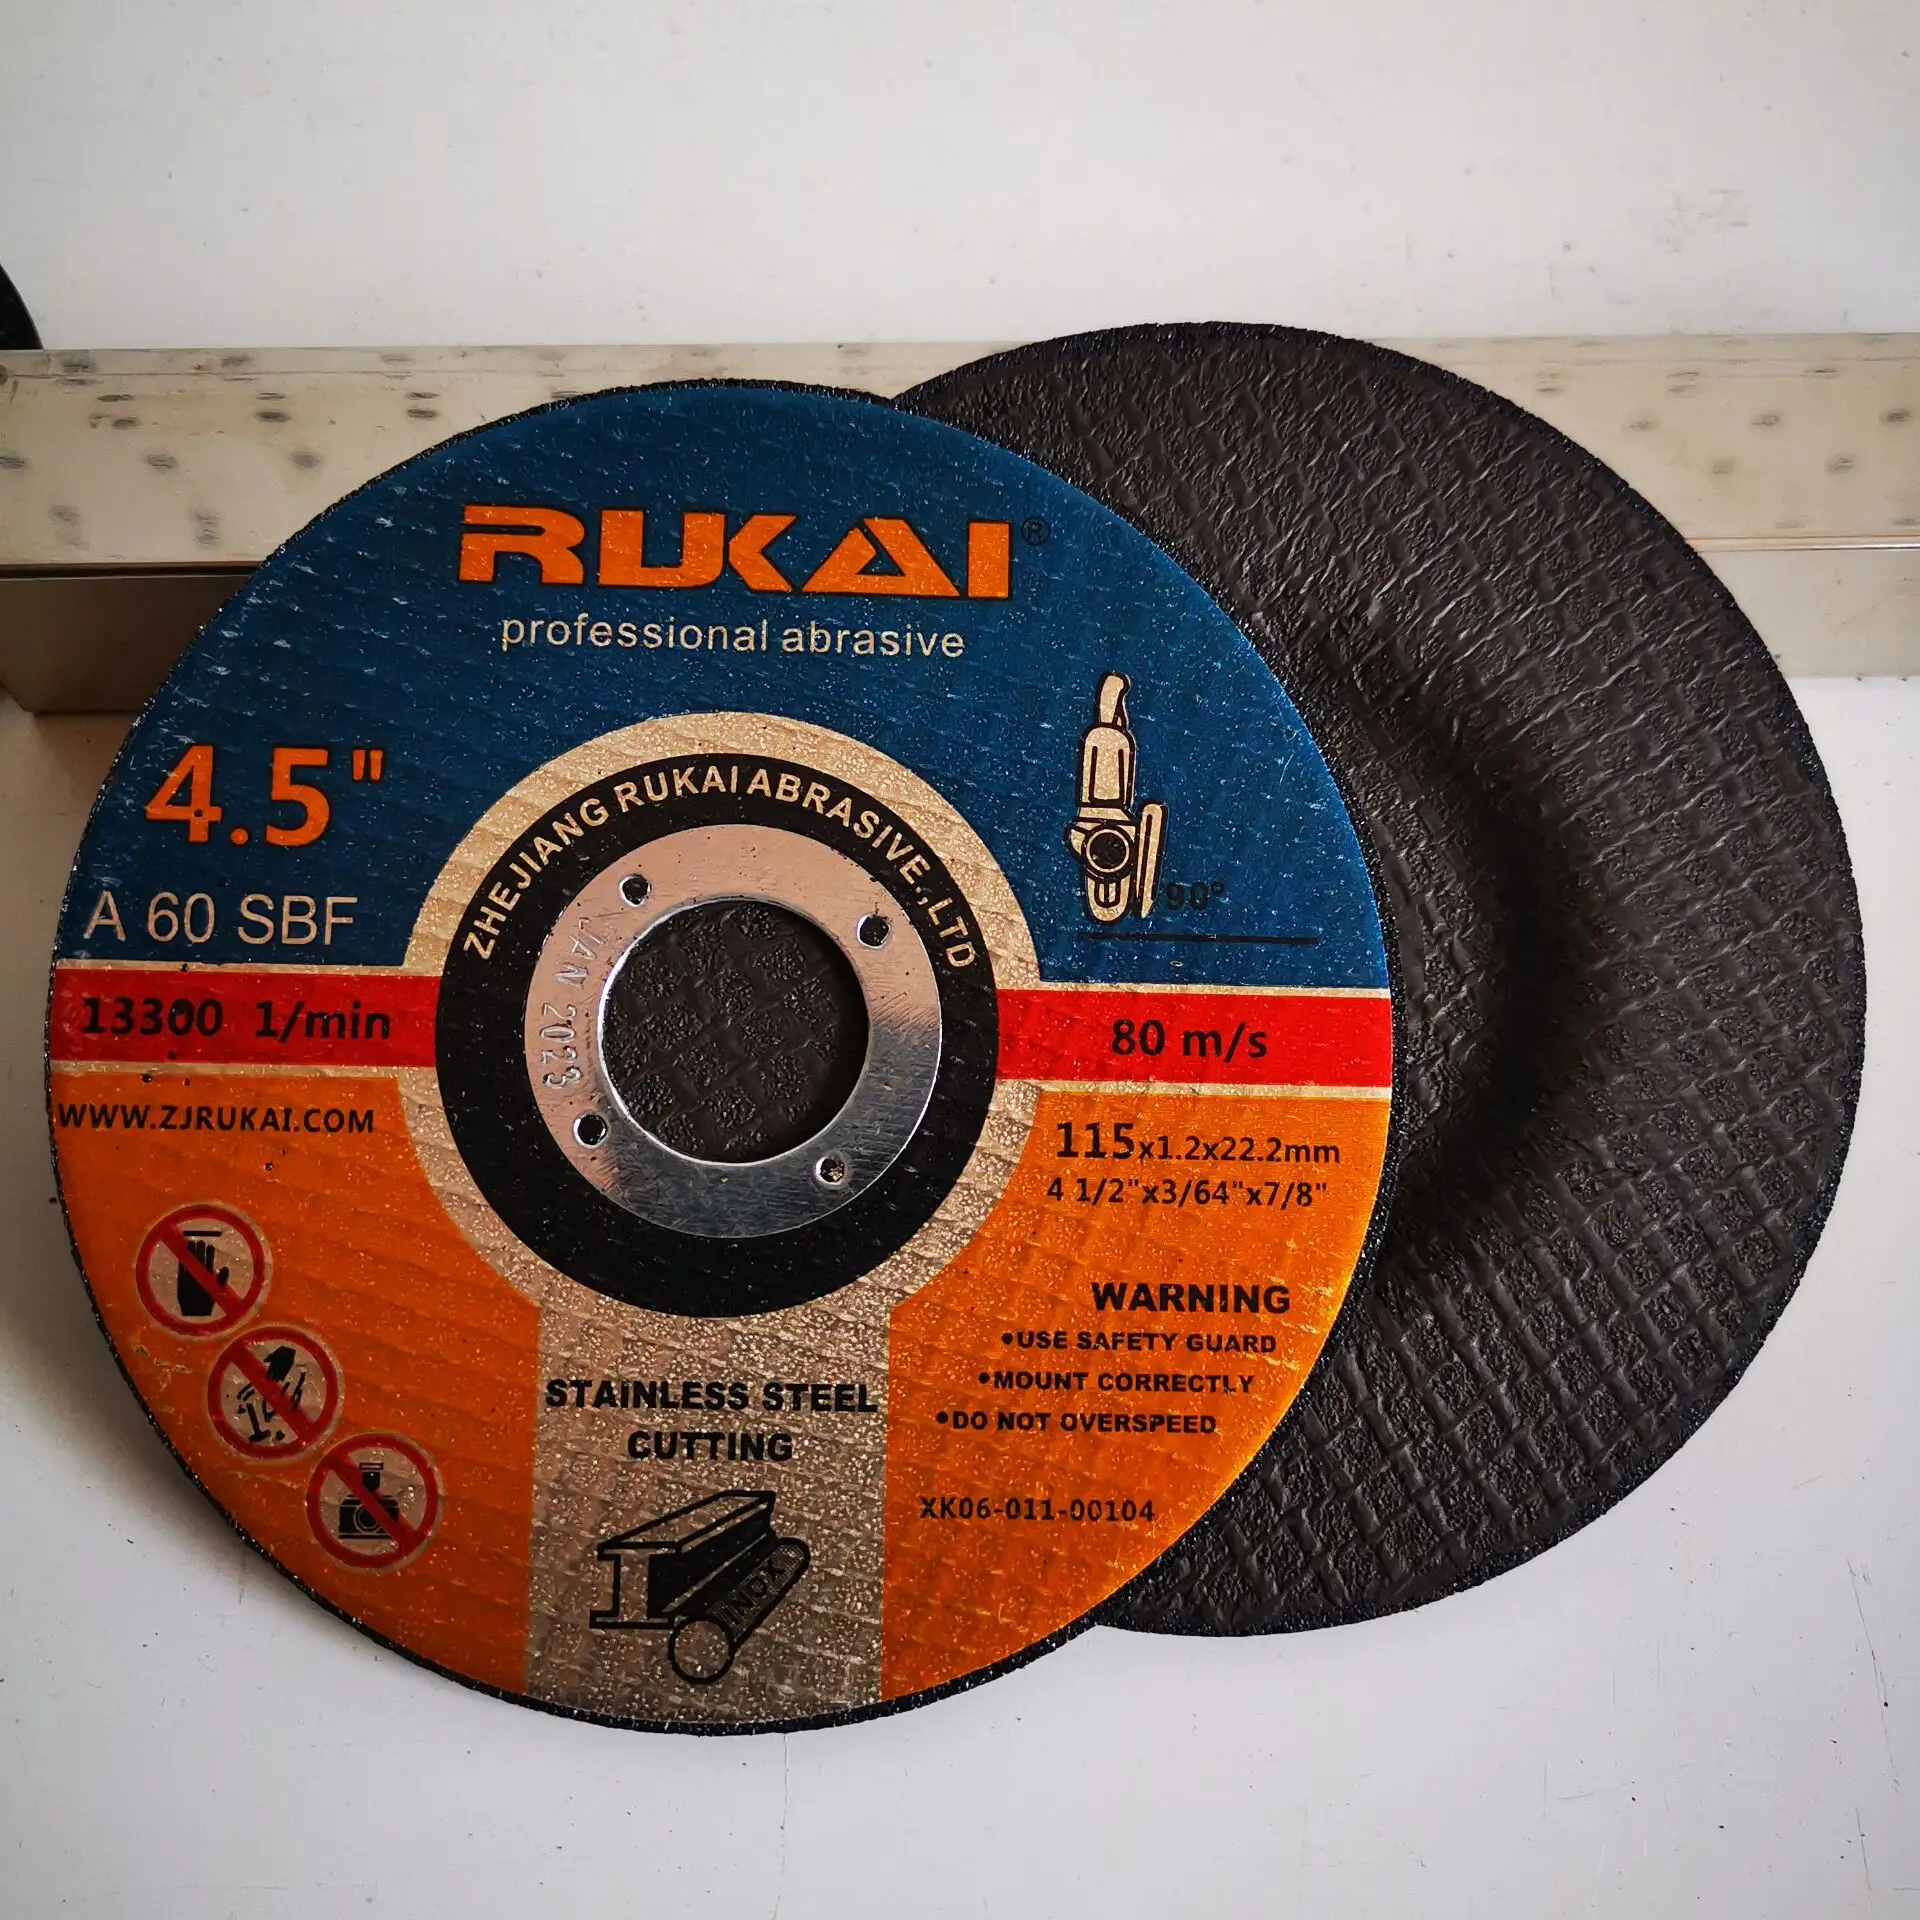 RUKAI®
professional abrasive
4.5"
A 60 SBF
ZHEJIANG RUKAI ABRASIVE.,LTD
JAN 2023
90°
13300 1/min
80 m/s
WWW.ZJRUKAI.COM
115x1.2x22.2mm
4 1/2"x3/64"x7/8"
WARNING
•USE SAFETY GUARD
•MOUNT CORRECTLY
•DO NOT OVERSPEED
STAINLESS STEEL
CUTTING
XK06-011-00104
INOX